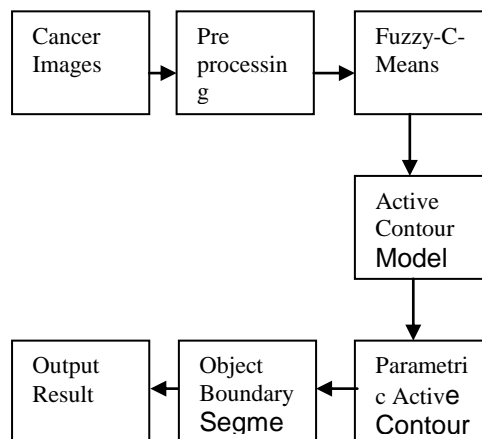 Cancer
Images
Pre
processin
g
Fuzzy-C-
Means
Active
Contour
Model
Parametri
c Active
Contour
Object
Boundary
Segme
Output
Result